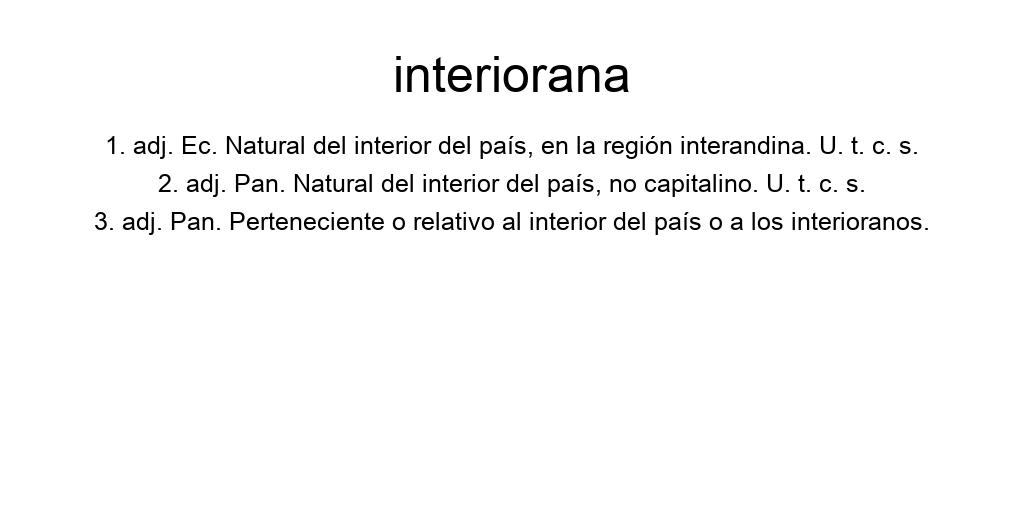 interiorana
1. adj. Ec. Natural del interior del país, en la región interandina. U. t. c. s.
2. adj. Pan. Natural del interior del país, no capitalino. U. t. c. s.
3. adj. Pan. Perteneciente o relativo al interior del país o a los interioranos.